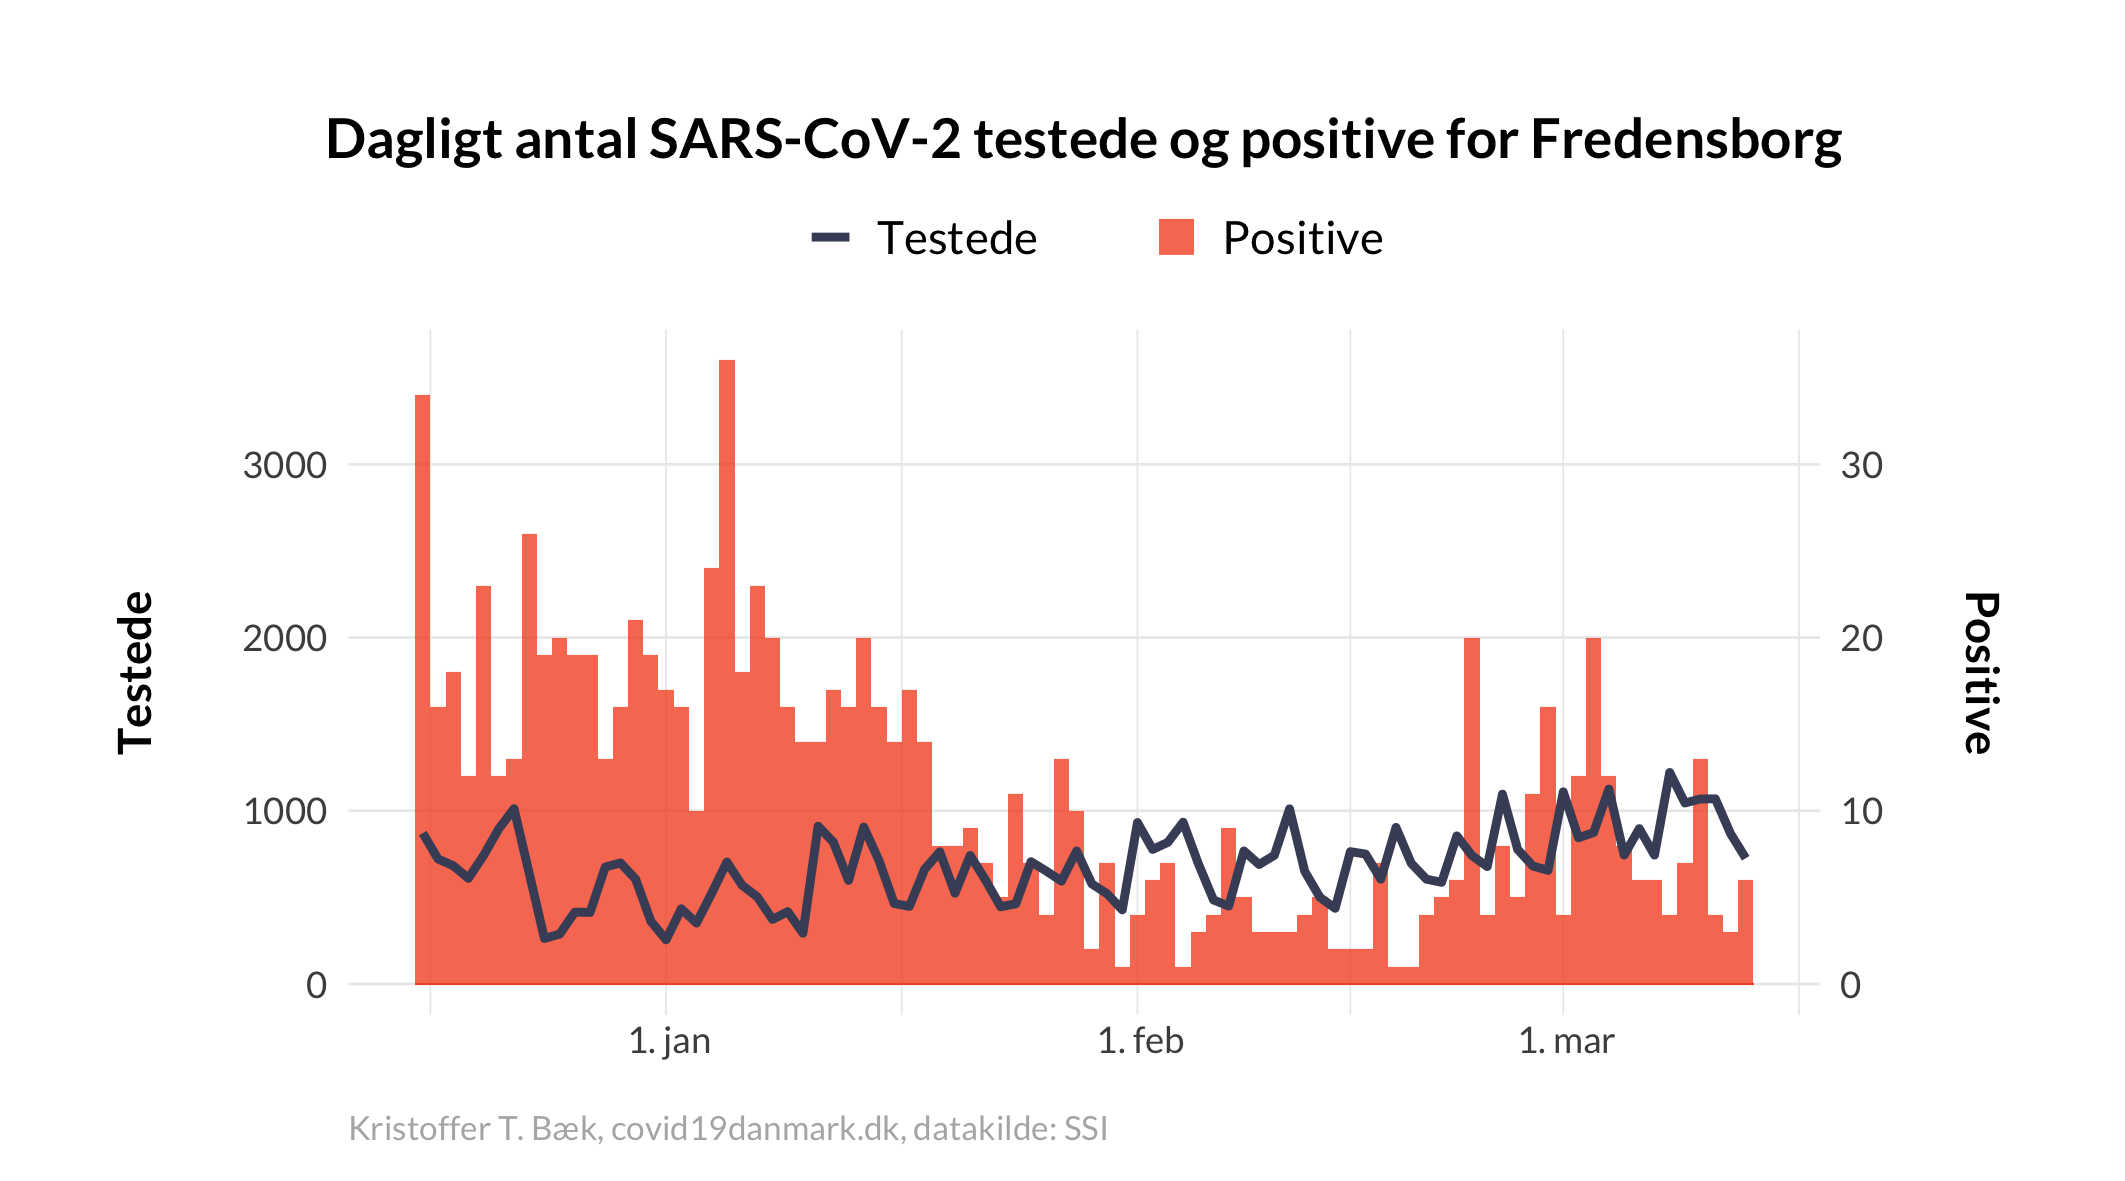 Dagligt antal SARS-CoV-2 testede og positive for Fredensborg
Testede
Positive
3000
2000
1000
0
30
20
10
0
Testede
Positive
1. jan
1. feb
1. mar
Kristoffer T. Bæk, covid19danmark.dk, datakilde: SSI